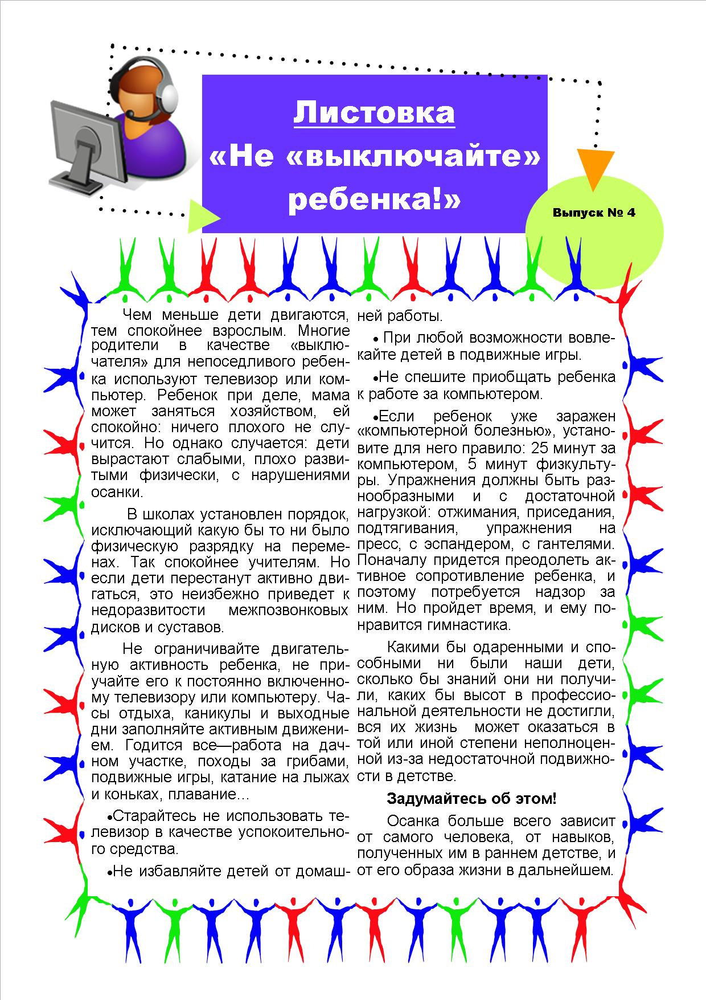 Листовка
«Не «выключайте»
ребенка!»
Выпуск № 4
Чем меньше дети двигаются,
тем спокойнее взрослым. Многие
родители в качестве «выклю-
чателя» для непоседливого ребен-
ка используют телевизор или ком-
пьютер. Ребенок при деле, мама
может заняться хозяйством, ей
спокойно: ничего плохого не слу-
чится. Но однако случается: дети
вырастают слабыми, плохо разви-
тыми физически, с нарушениями
осанки.
В школах установлен порядок,
исключающий какую бы то ни было
физическую разрядку на переме-
нах. Так спокойнее учителям. Но
если дети перестанут активно дви-
гаться, это неизбежно приведет к
недоразвитости межпозвонковых
дисков и суставов.
Не ограничивайте двигатель-
ную активность ребенка, не при-
учайте его к постоянно включенно-
му телевизору или компьютеру. Ча-
сы отдыха, каникулы и выходные
дни заполняйте активным движени-
ем. Годится все—работа на дач-
ном участке, походы за грибами,
подвижные игры, катание на лыжах
и коньках, плавание…
•Старайтесь не использовать те-
левизор в качестве успокоительно-
го средства.
•Не избавляйте детей от домаш-
ней работы.
• При любой возможности вовле-
кайте детей в подвижные игры.
•Не спешите приобщать ребенка
к работе за компьютером.
•Если ребенок уже заражен
«компьютерной болезнью», устано-
вите для него правило: 25 минут за
компьютером, 5 минут физкульту-
ры. Упражнения должны быть раз-
нообразными и с достаточной
нагрузкой: отжимания, приседания,
подтягивания, упражнения на
пресс, с эспандером, с гантелями.
Поначалу придется преодолеть ак-
тивное сопротивление ребенка, и
поэтому потребуется надзор за
ним. Но пройдет время, и ему по-
нравится гимнастика.
Какими бы одаренными и спо-
собными ни были наши дети,
сколько бы знаний они ни получи-
ли, каких бы высот в профессио-
нальной деятельности не достигли,
вся их жизнь может оказаться в
той или иной степени неполноцен-
ной из-за недостаточной подвижно-
сти в детстве.
Задумайтесь об этом!
Осанка больше всего зависит
от самого человека, от навыков,
полученных им в раннем детстве, и
от его образа жизни в дальнейшем.